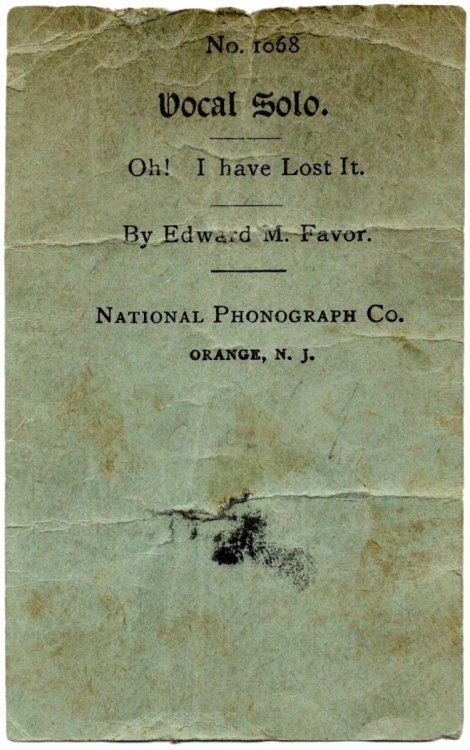 No. 1068
Vocal Solo.
Oh! I have Lost It.
By Edward M. Favor.
NATIONAL PHONOGRAPH CO.
ORANGE, N. J.